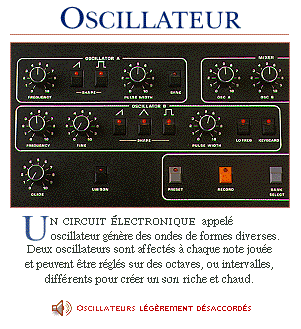 OSCILLATEUR
OSCILLATOR A
MIXER
FREQUENCY
SHAPE
PULSE WIDTH
SYNC
OSC A
OSC B
OSCILLATOR B
FREQUENCY
FINE
SHAPE
PULSE WIDTH
LO FREQ
KEYBOARD
GLIDE
UNISON
PRESET
RECORD
BANK
SELECT
UN CIRCUIT ÉLECTRONIQUE appelé
oscillateur génère des ondes de formes diverses.
Deux oscillateurs sont affectés à chaque note jouée
et peuvent être réglés sur des octaves, ou intervalles,
différents pour créer un son riche et chaud.
OSCILLATEURS LÉGÈREMENT DÉSACCORDÉS